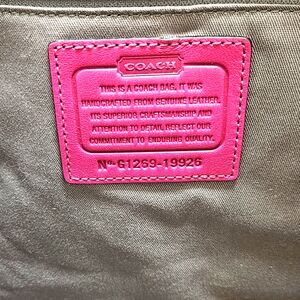 COACH
THIS IS A COACH BAG. IT WAS
HANDCRAFTED FROM GENUINE LEATHER.
ITS SUPERIOR CRAFTSMANSHIP AND
ATTENTION TO DETAIL REFLECT OUR
COMMITMENT TO ENDURING QUALITY.
Nº G1269-19926